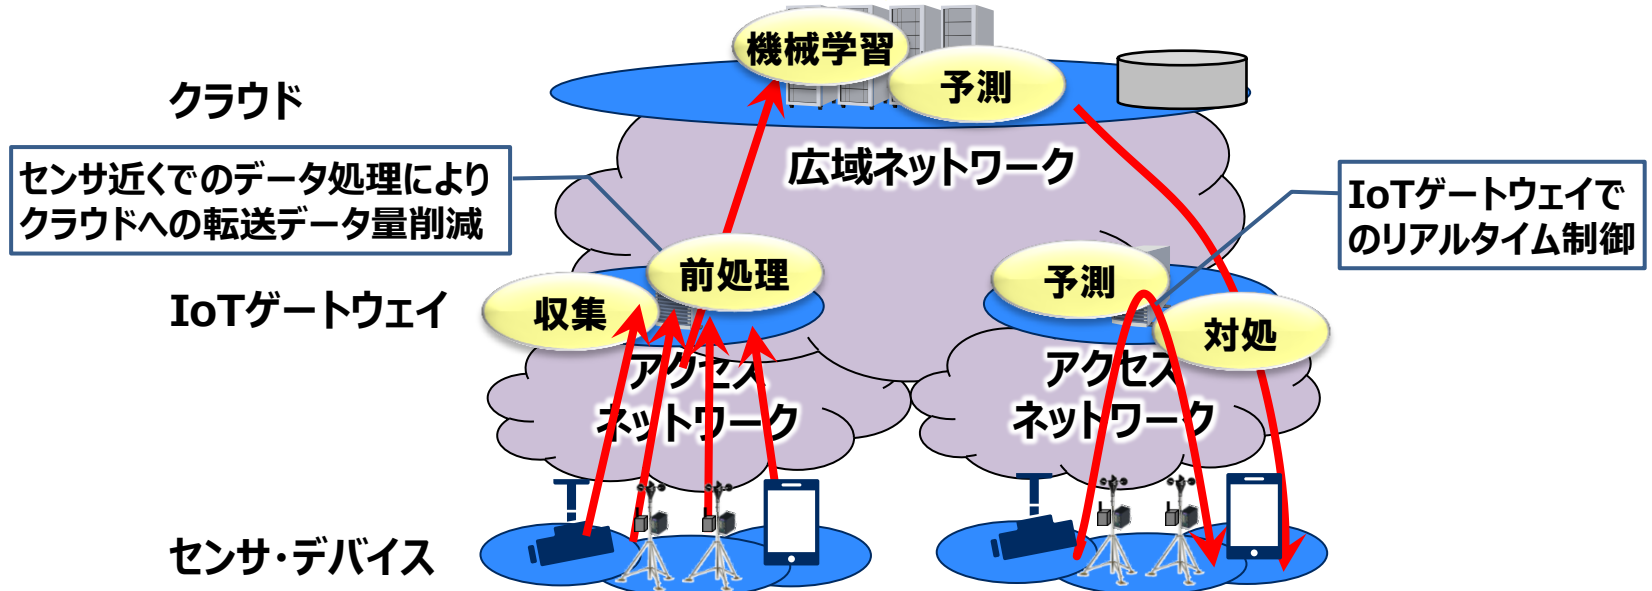 機械学習
予測
クラウド
広域ネットワーク
センサ近くでのデータ処理により
クラウドへの転送データ量削減
IoTゲートウェイで
のリアルタイム制御
前処理
予測
IoTゲートウェイ
収集
対処
アクセス
ネットワーク
アクセス
ネットワーク
センサ・デバイス